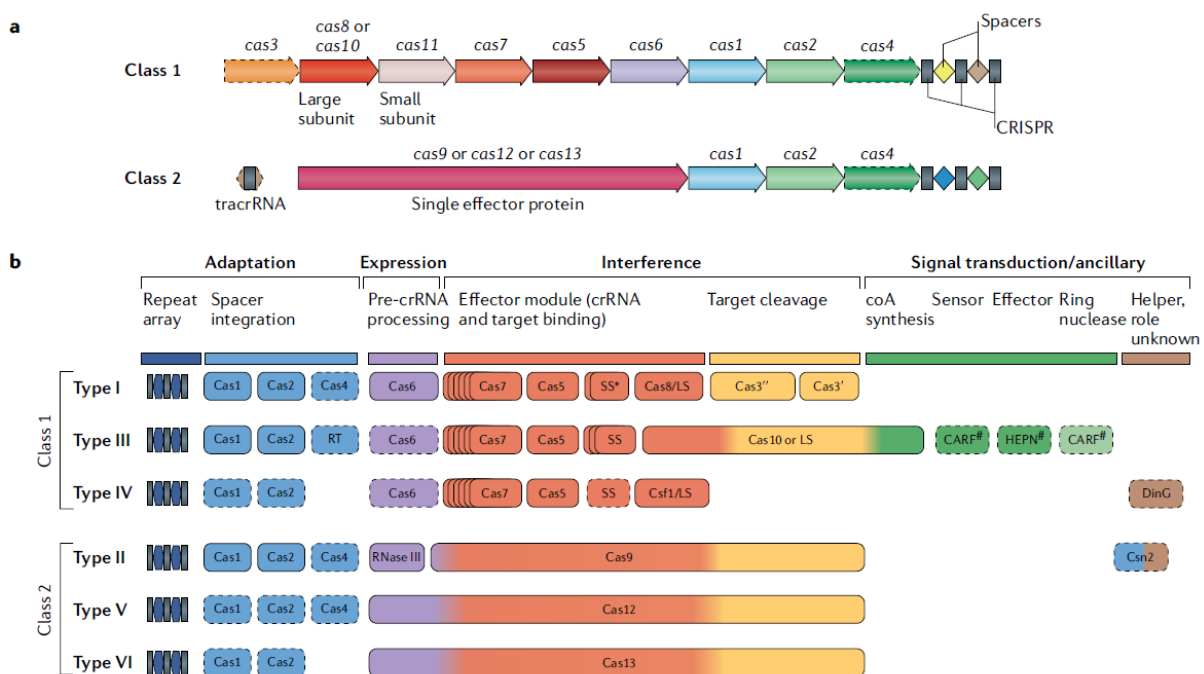 a
Class 1
cas3
cas8 or
cas10
cas11
cas7
cas5
cas6
cas1
cas2
cas4
Spacers
Large
subunit
Small
subunit
CRISPR
Class 2
cas9 or cas12 or cas13
cas1
cas2
cas4
tracrRNA
Single effector protein
b
Adaptation
Expression
Interference
Signal transduction/ancillary
Repeat
array
Spacer
integration
Pre-crRNA
processing
Effector module (crRNA
and target binding)
Target cleavage
coA
synthesis
Sensor
Effector
Ring
nuclease
Helper,
role
unknown
Class 1
Type I
Cas1
Cas2
Cas4
Cas6
Cas7
Cas5
SS*
Cas8/LS
Cas3″
Cas3′
Type III
Cas1
Cas2
RT
Cas6
Cas7
Cas5
SS
Cas10 or LS
CARF#
HEPN#
CARF#
Type IV
Cas1
Cas2
Cas6
Cas7
Cas5
SS
Csf1/LS
DinG
Class 2
Type II
Cas1
Cas2
Cas4
RNase III
Cas9
Csn2
Type V
Cas1
Cas2
Cas4
Cas12
Type VI
Cas1
Cas2
Cas13